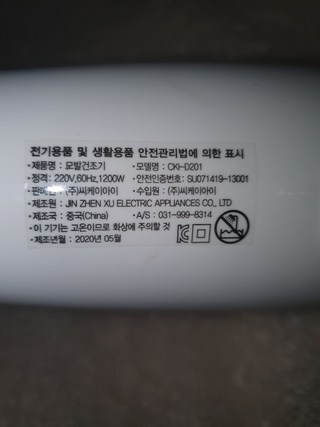 전기용품 및 생활용품 안전관리법에 의한 표시
•제품명 : 모발건조기 •모델명 : CKI-D201
•정격 : 220V,60Hz,1200W •안전인증번호 : SU071419-13001
판매원 : (주)씨케이아이 •수입원 : (주)씨케이아이
•제조원 : JIN ZHEN XU ELECTRIC APPLIANCES CO,. LTD
•제조국 : 중국(China) •A/S : 031-999-8314
•이 기기는 고온이므로 화상에 주의할 것
•제조년월 : 2020년 05월